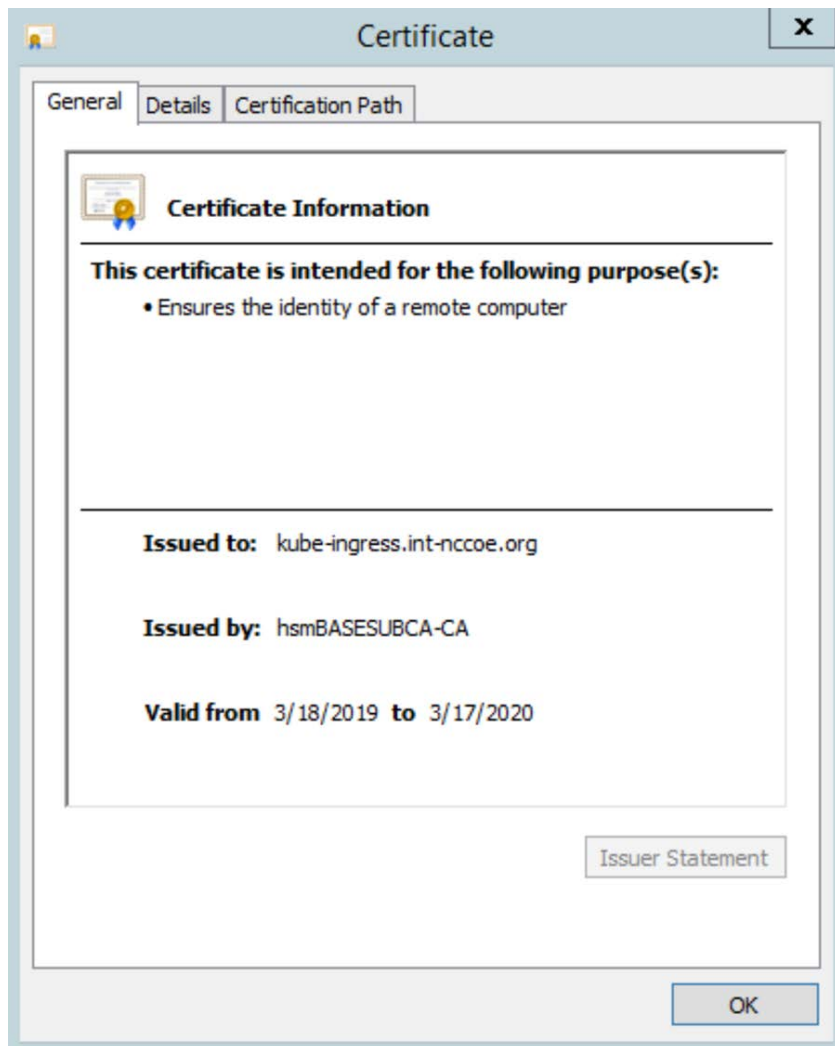 Certificate
X
General Details Certification Path
Certificate Information
This certificate is intended for the following purpose(s):
• Ensures the identity of a remote computer
Issued to: kube-ingress.int-nccoe.org
Issued by: hsmBASESUBCA-CA
Valid from 3/18/2019 to 3/17/2020
Issuer Statement
OK